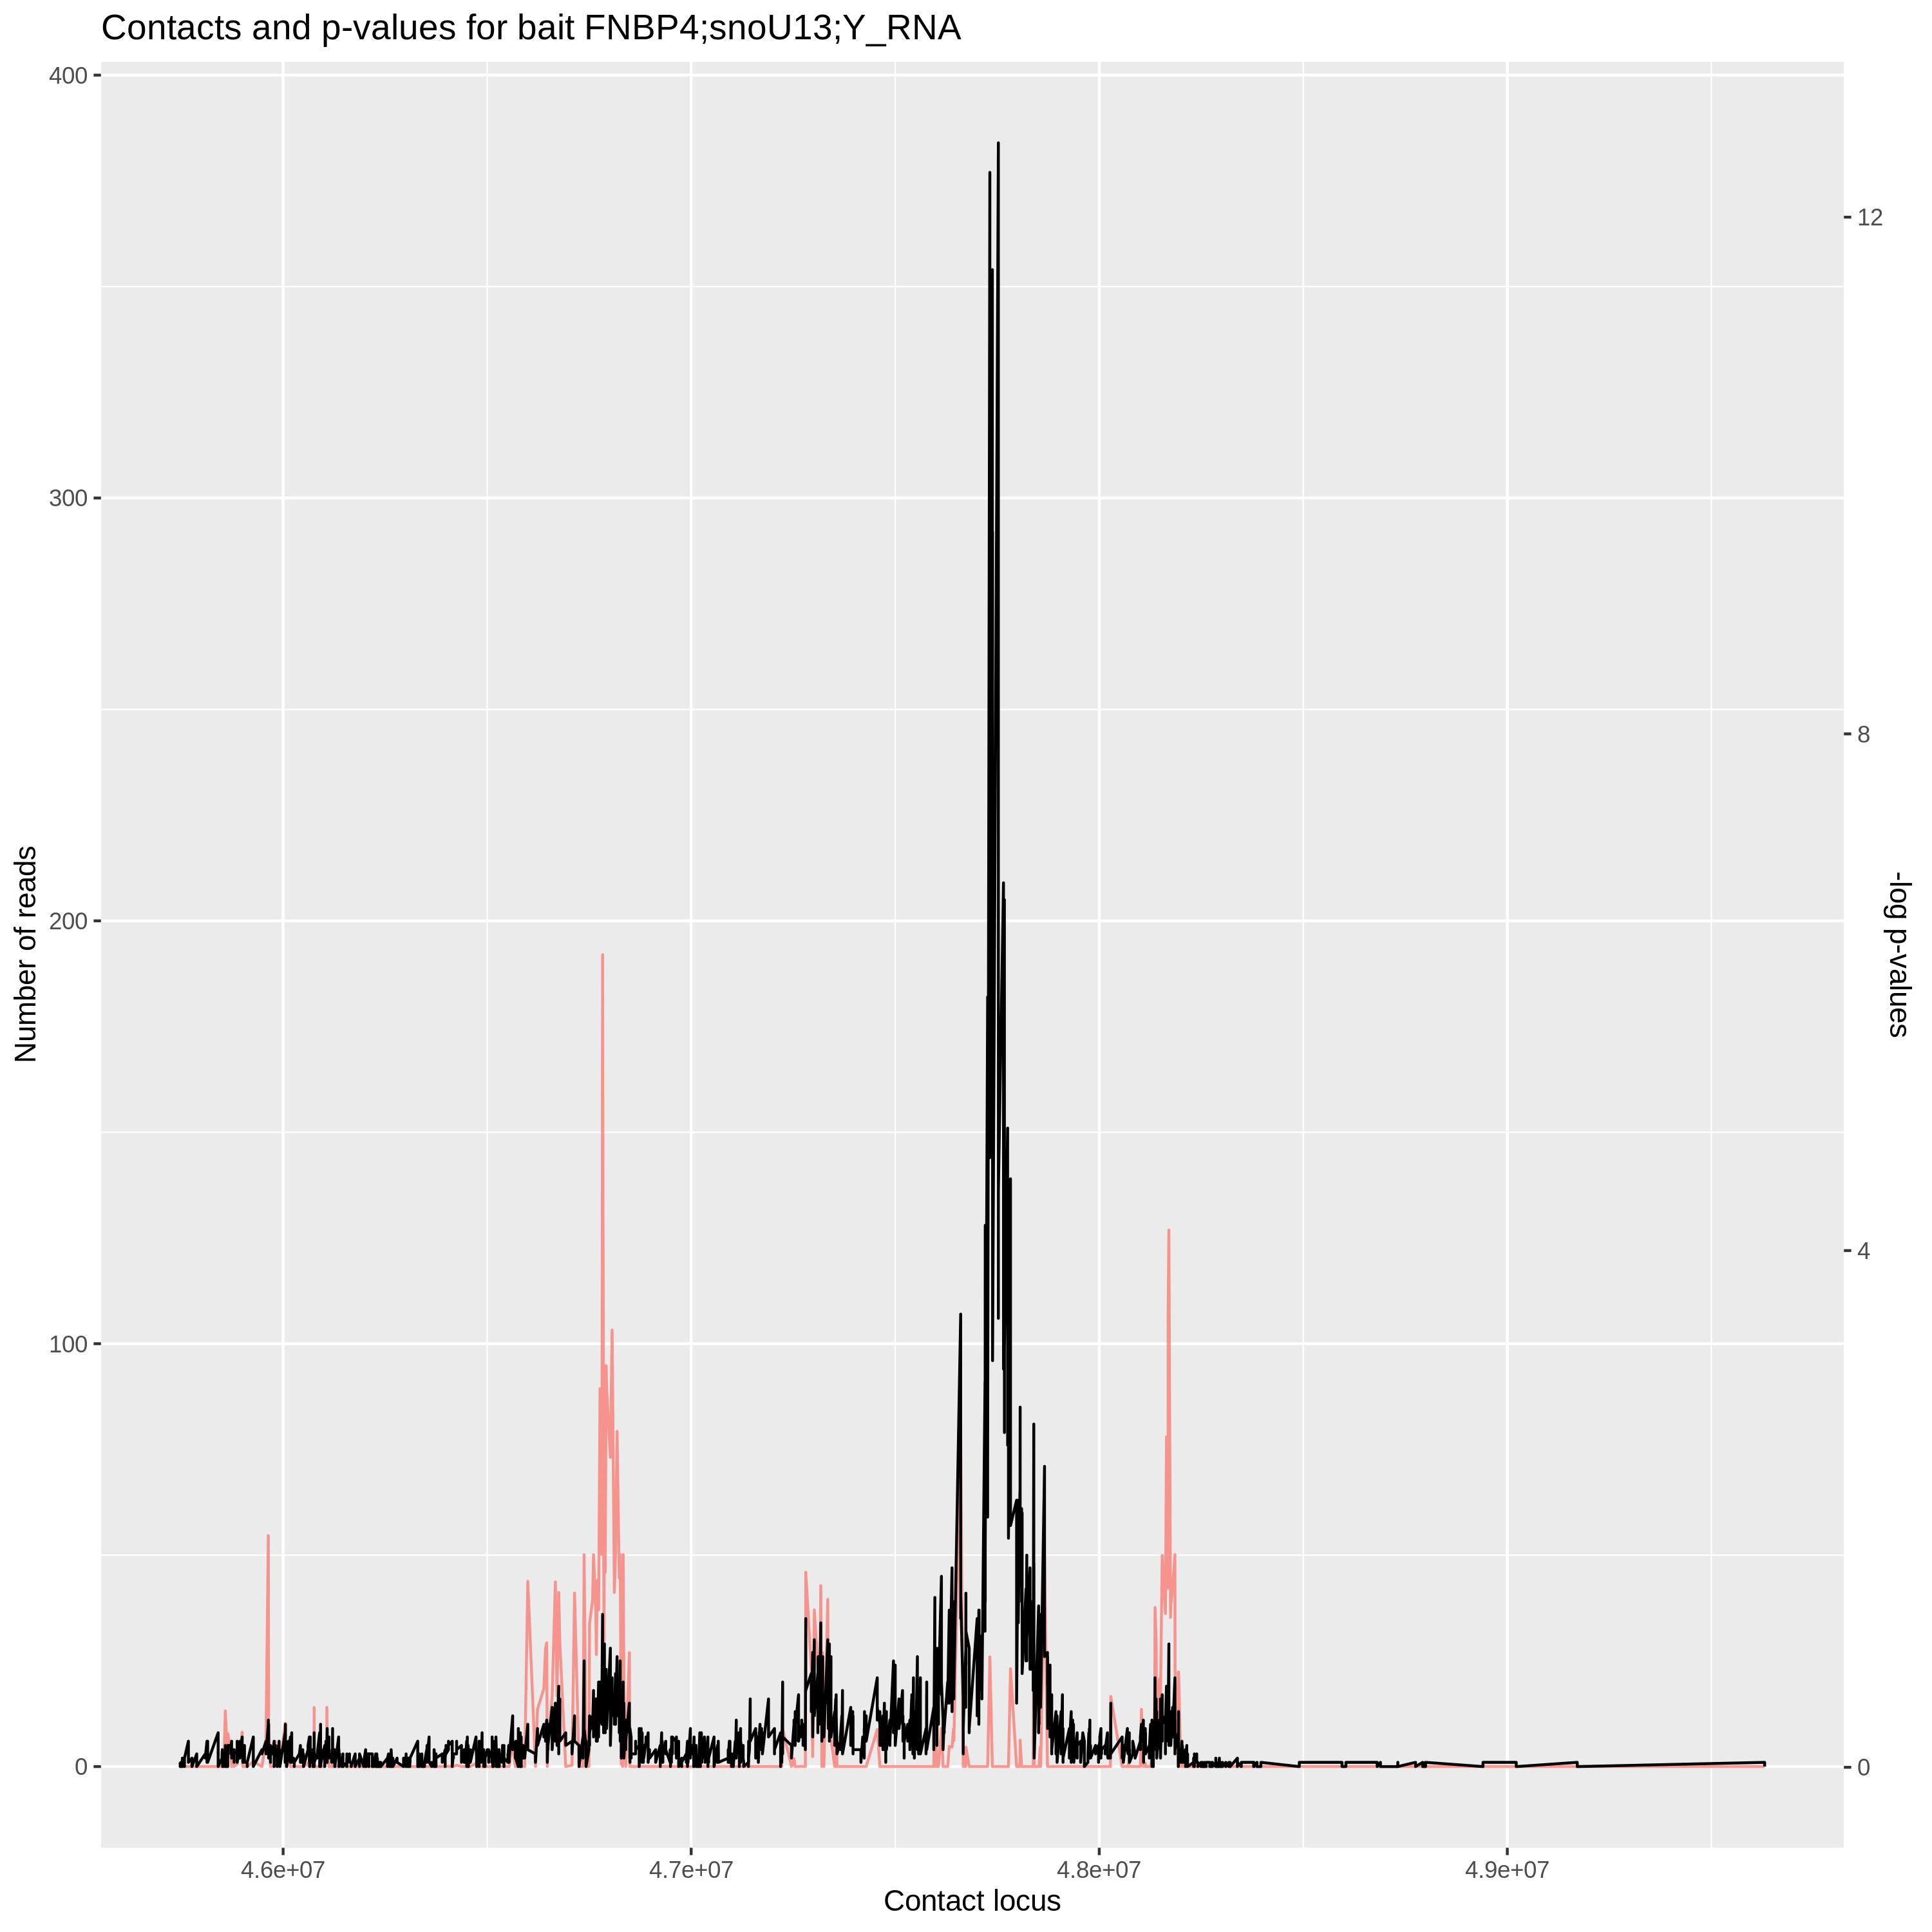 Contacts and p-values for bait FNBP4;snoU13;Y_RNA
400
300
200
100
0
Number of reads
12
8
4
0
-log p-values
4.6e+07 4.7e+07 4.8e+07 4.9e+07
Contact locus